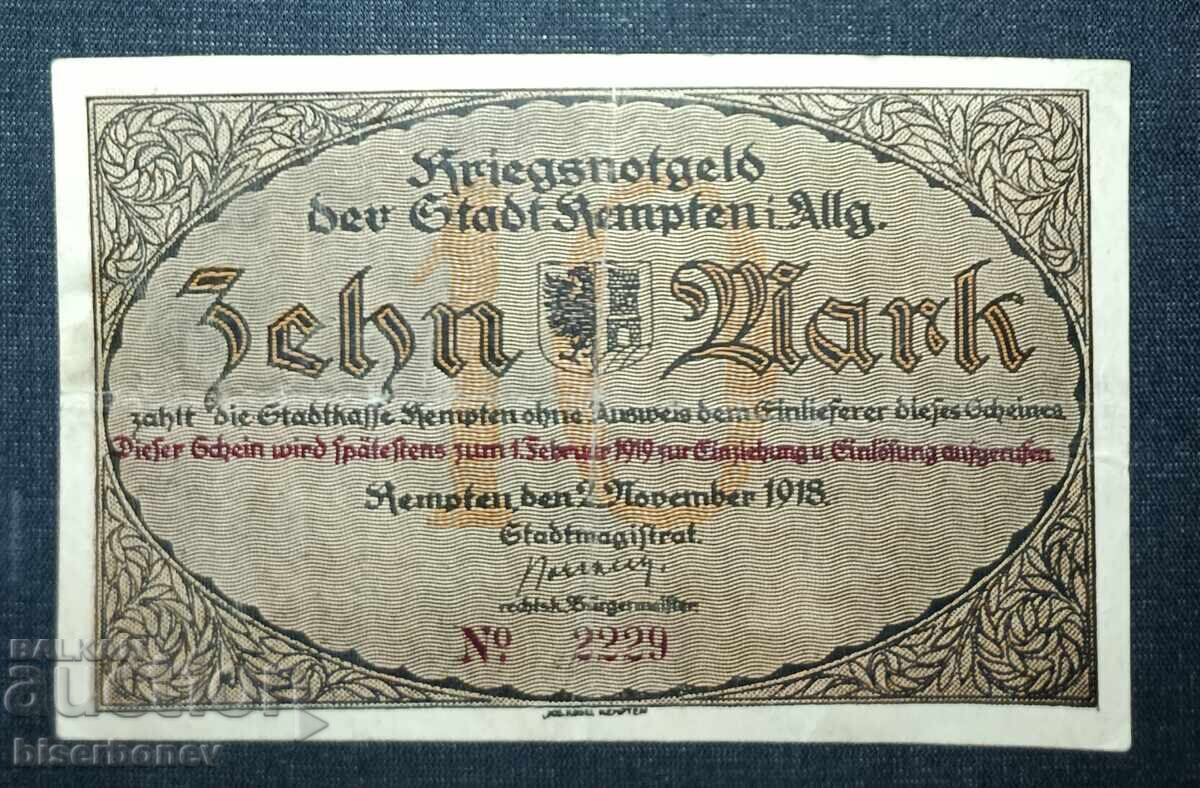 Kriegsnotgeld
der Stadt Kempten i. Allg.
10
Zehn Mark
zahlt die Stadtkasse Kempten ohne Ausweis dem Einlieferer dieses Scheines.
Dieser Schein wird spätestens zum 1. Februar 1919 zur Einziehung u Einlösung aufgerufen.
Kempten, den 2. November 1918.
Stadtmagistrat.
rechtsk. Bürgermeister.
No. 2229
KEMPTEN
BALKAN
auction
biserbonev